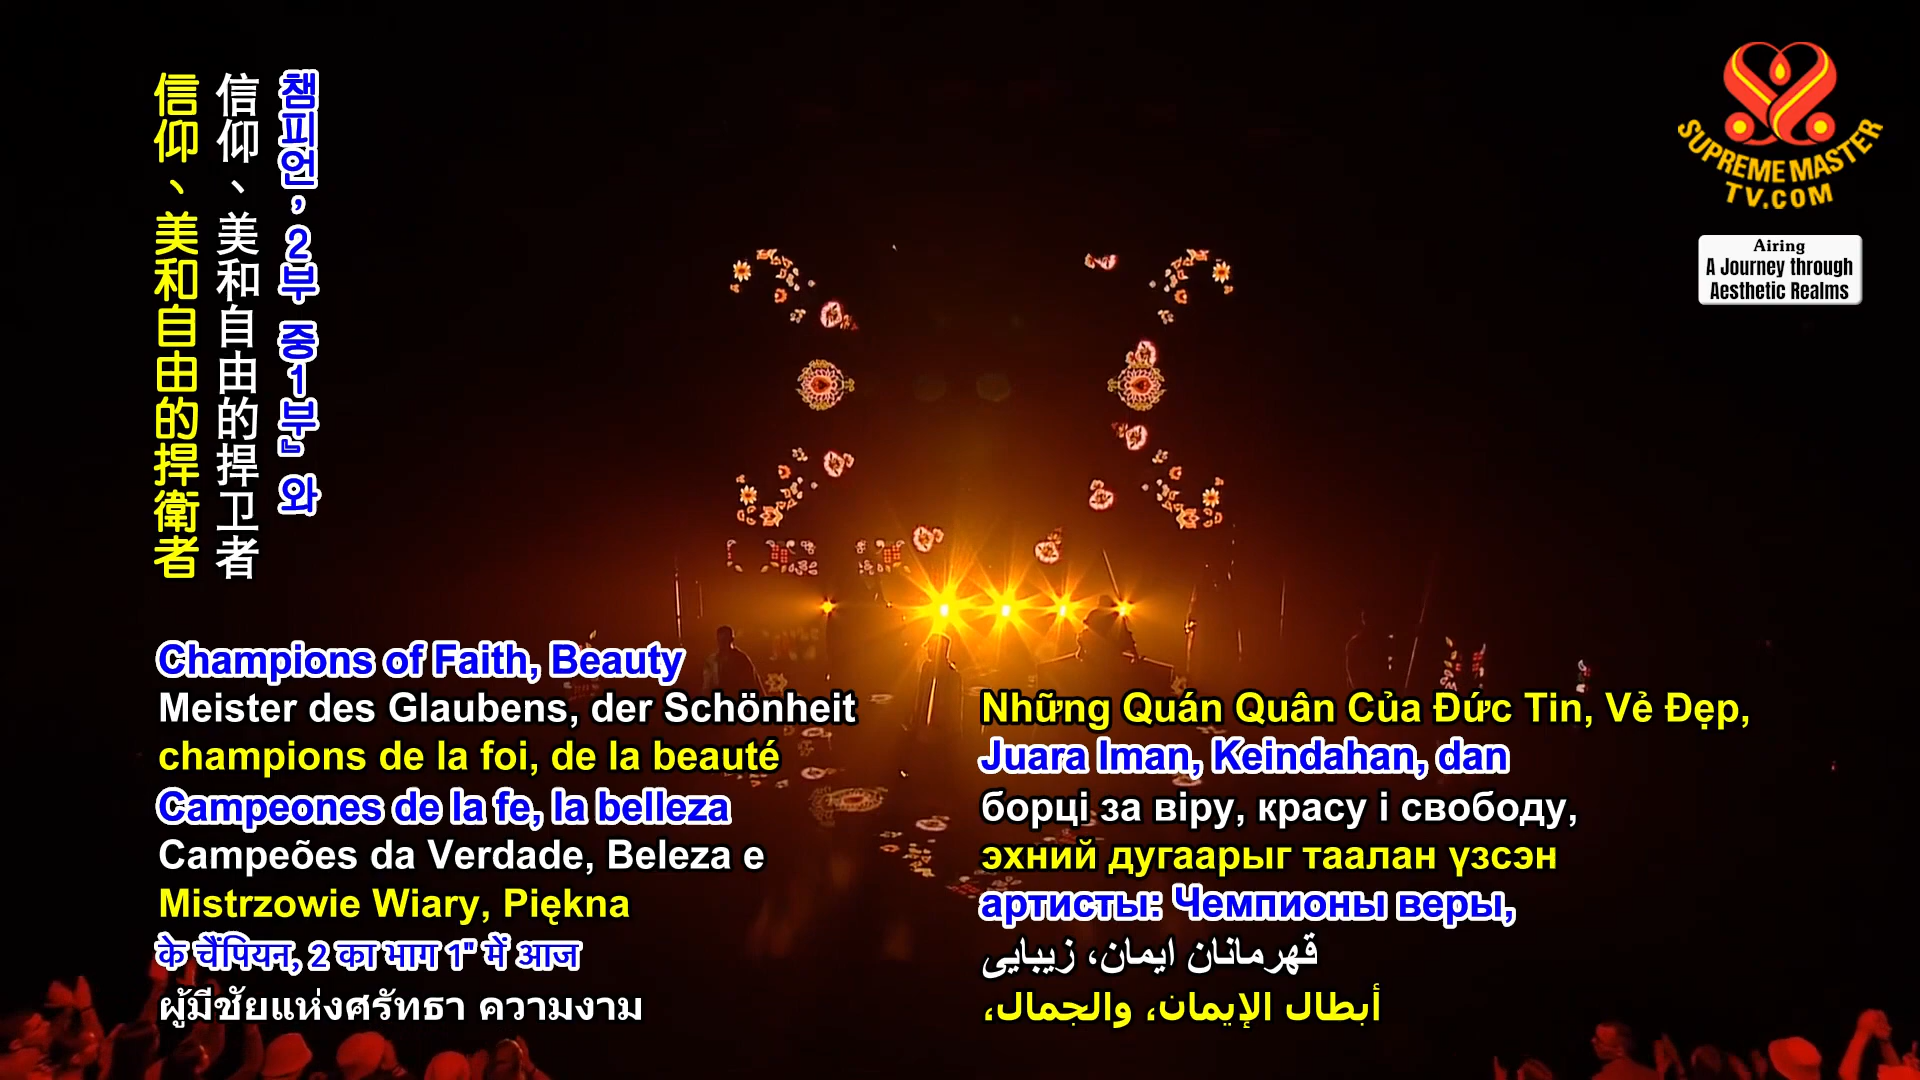 챔피언, 2부 중1부』와
信仰、美和自由的捍卫者
信仰、美和自由的捍衛者
SUPREME MASTER
TV.COM
Airing
A Journey through
Aesthetic Realms
Champions of Faith, Beauty
Meister des Glaubens, der Schönheit
champions de la foi, de la beauté
Campeones de la fe, la belleza
Campeões da Verdade, Beleza e
Mistrzowie Wiary, Piękna
के चैंपियन, 2 का भाग 1" में आज
ผู้มีชัยแห่งศรัทธา ความงาม
Những Quán Quân Của Đức Tin, Vẻ Đẹp,
Juara Iman, Keindahan, dan
борці за віру, красу і свободу,
эхний дугаарыг таалан үзсэн
артисты: Чемпионы веры,
قهرمانان ایمان، زیبایی
أبطال الإيمان، والجمال،